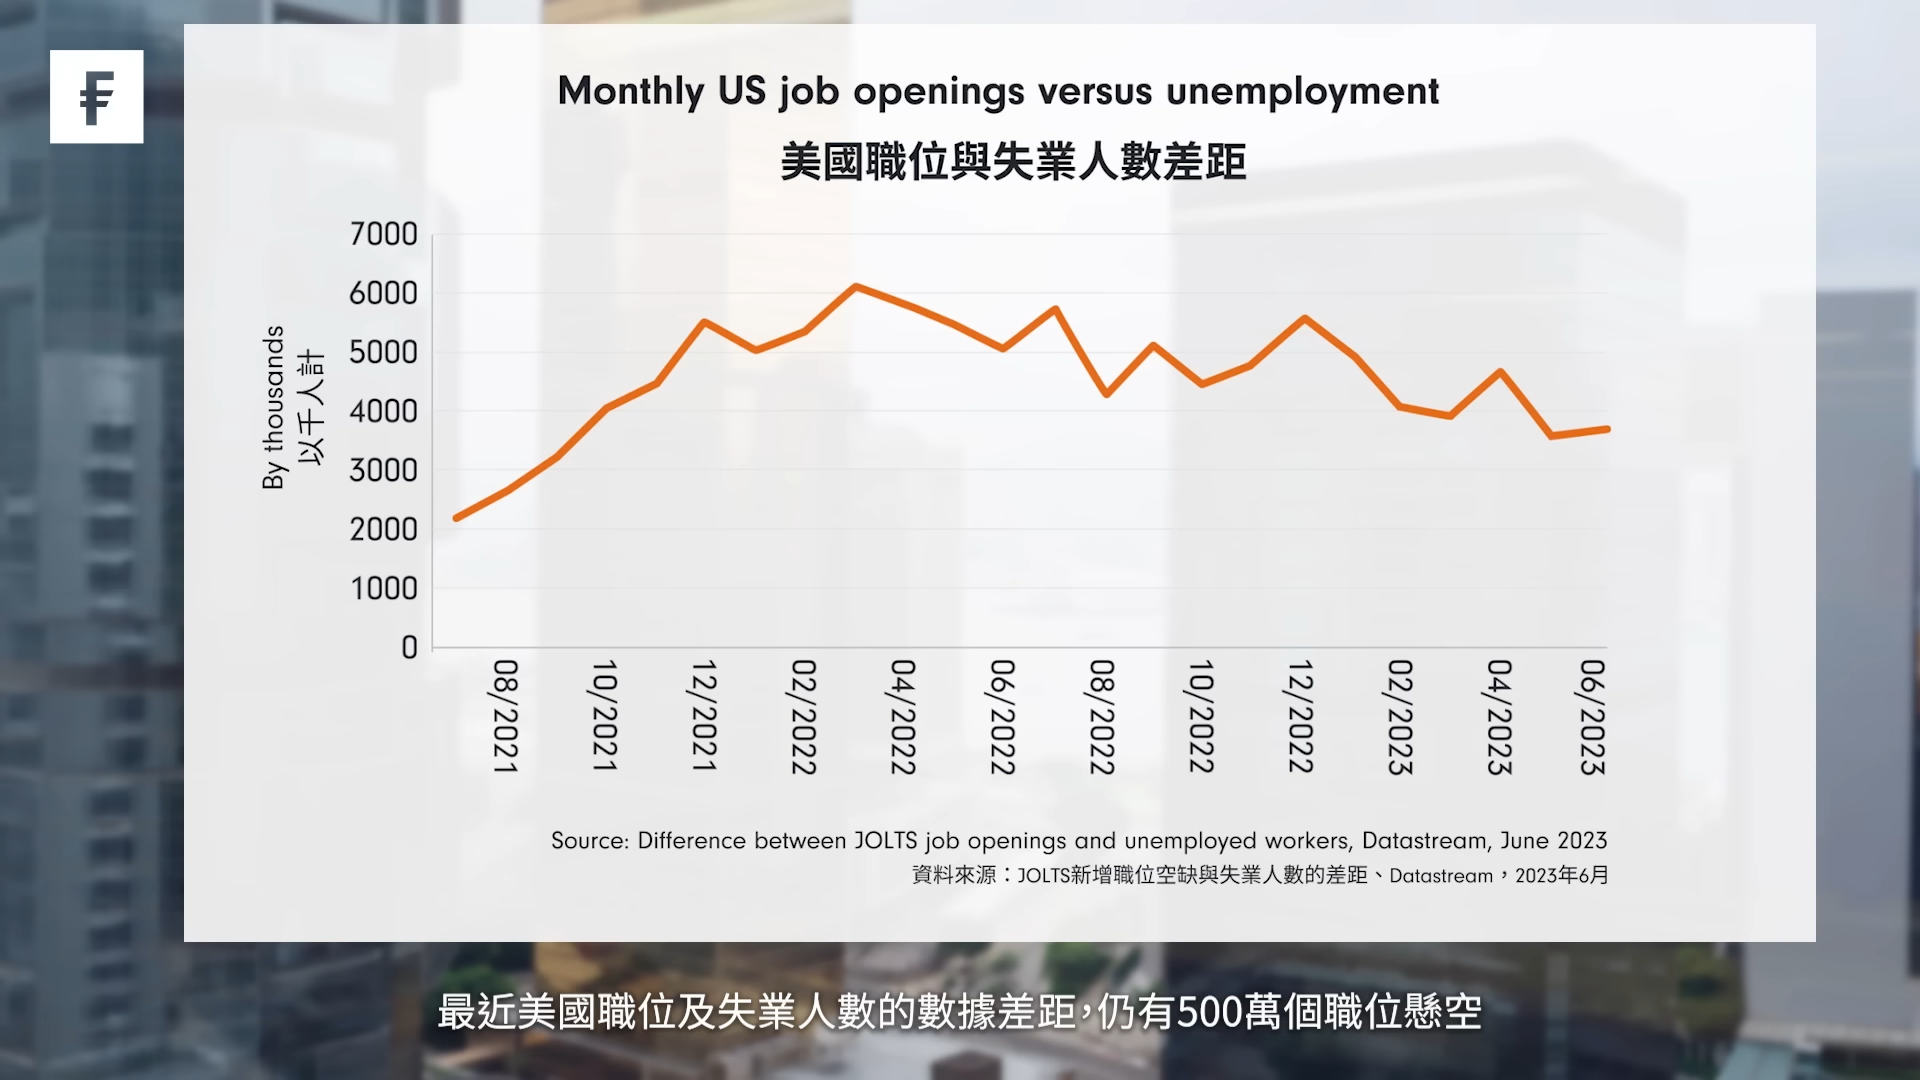 Monthly US job openings versus unemployment
美國職位與失業人數差距
By thousands
以千人計
7000
6000
5000
4000
3000
2000
1000
0
08/2021
10/2021
12/2021
02/2022
04/2022
06/2022
08/2022
10/2022
12/2022
02/2023
04/2023
06/2023
Source: Difference between JOLTS job openings and unemployed workers, Datastream, June 2023
資料來源：JOLTS新增職位空缺與失業人數的差距、Datastream，2023年6月
最近美國職位及失業人數的數據差距，仍有500萬個職位懸空